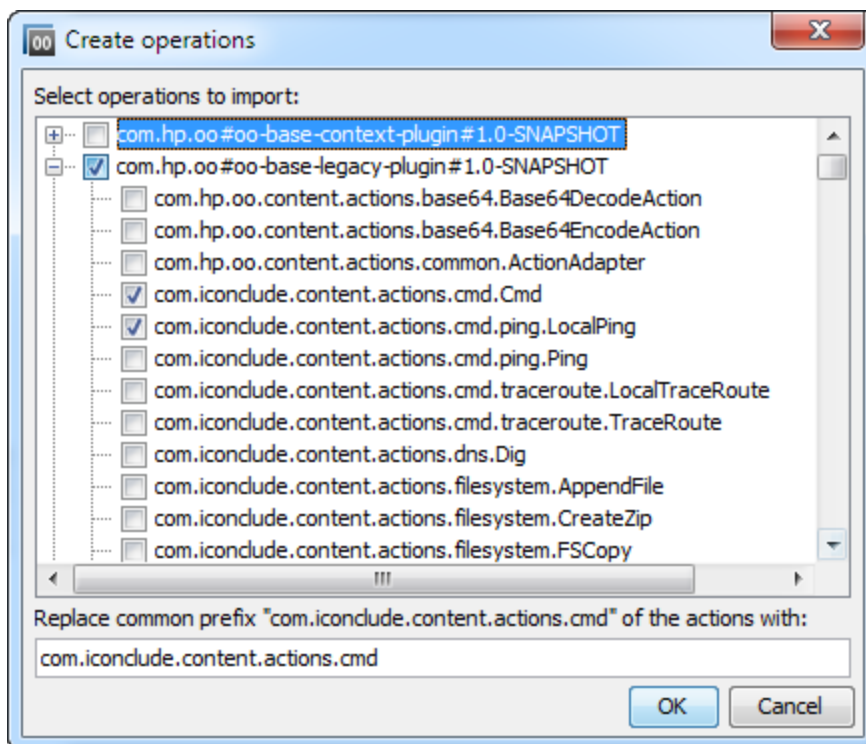 00 Create operations
Select operations to import:
com.hp.oo#oo-base-context-plugin#1.0-SNAPSHOT
com.hp.oo#oo-base-legacy-plugin#1.0-SNAPSHOT
com.hp.oo.content.actions.base64.Base64DecodeAction
com.hp.oo.content.actions.base64.Base64EncodeAction
com.hp.oo.content.actions.common.ActionAdapter
com.iconclude.content.actions.cmd.Cmd
com.iconclude.content.actions.cmd.ping.LocalPing
com.iconclude.content.actions.cmd.ping.Ping
com.iconclude.content.actions.cmd.traceroute.LocalTraceRoute
com.iconclude.content.actions.cmd.traceroute.TraceRoute
com.iconclude.content.actions.dns.Dig
com.iconclude.content.actions.filesystem.AppendFile
com.iconclude.content.actions.filesystem.CreateZip
com.iconclude.content.actions.filesystem.FSCopy
Replace common prefix "com.iconclude.content.actions.cmd" of the actions with:
com.iconclude.content.actions.cmd
OK Cancel